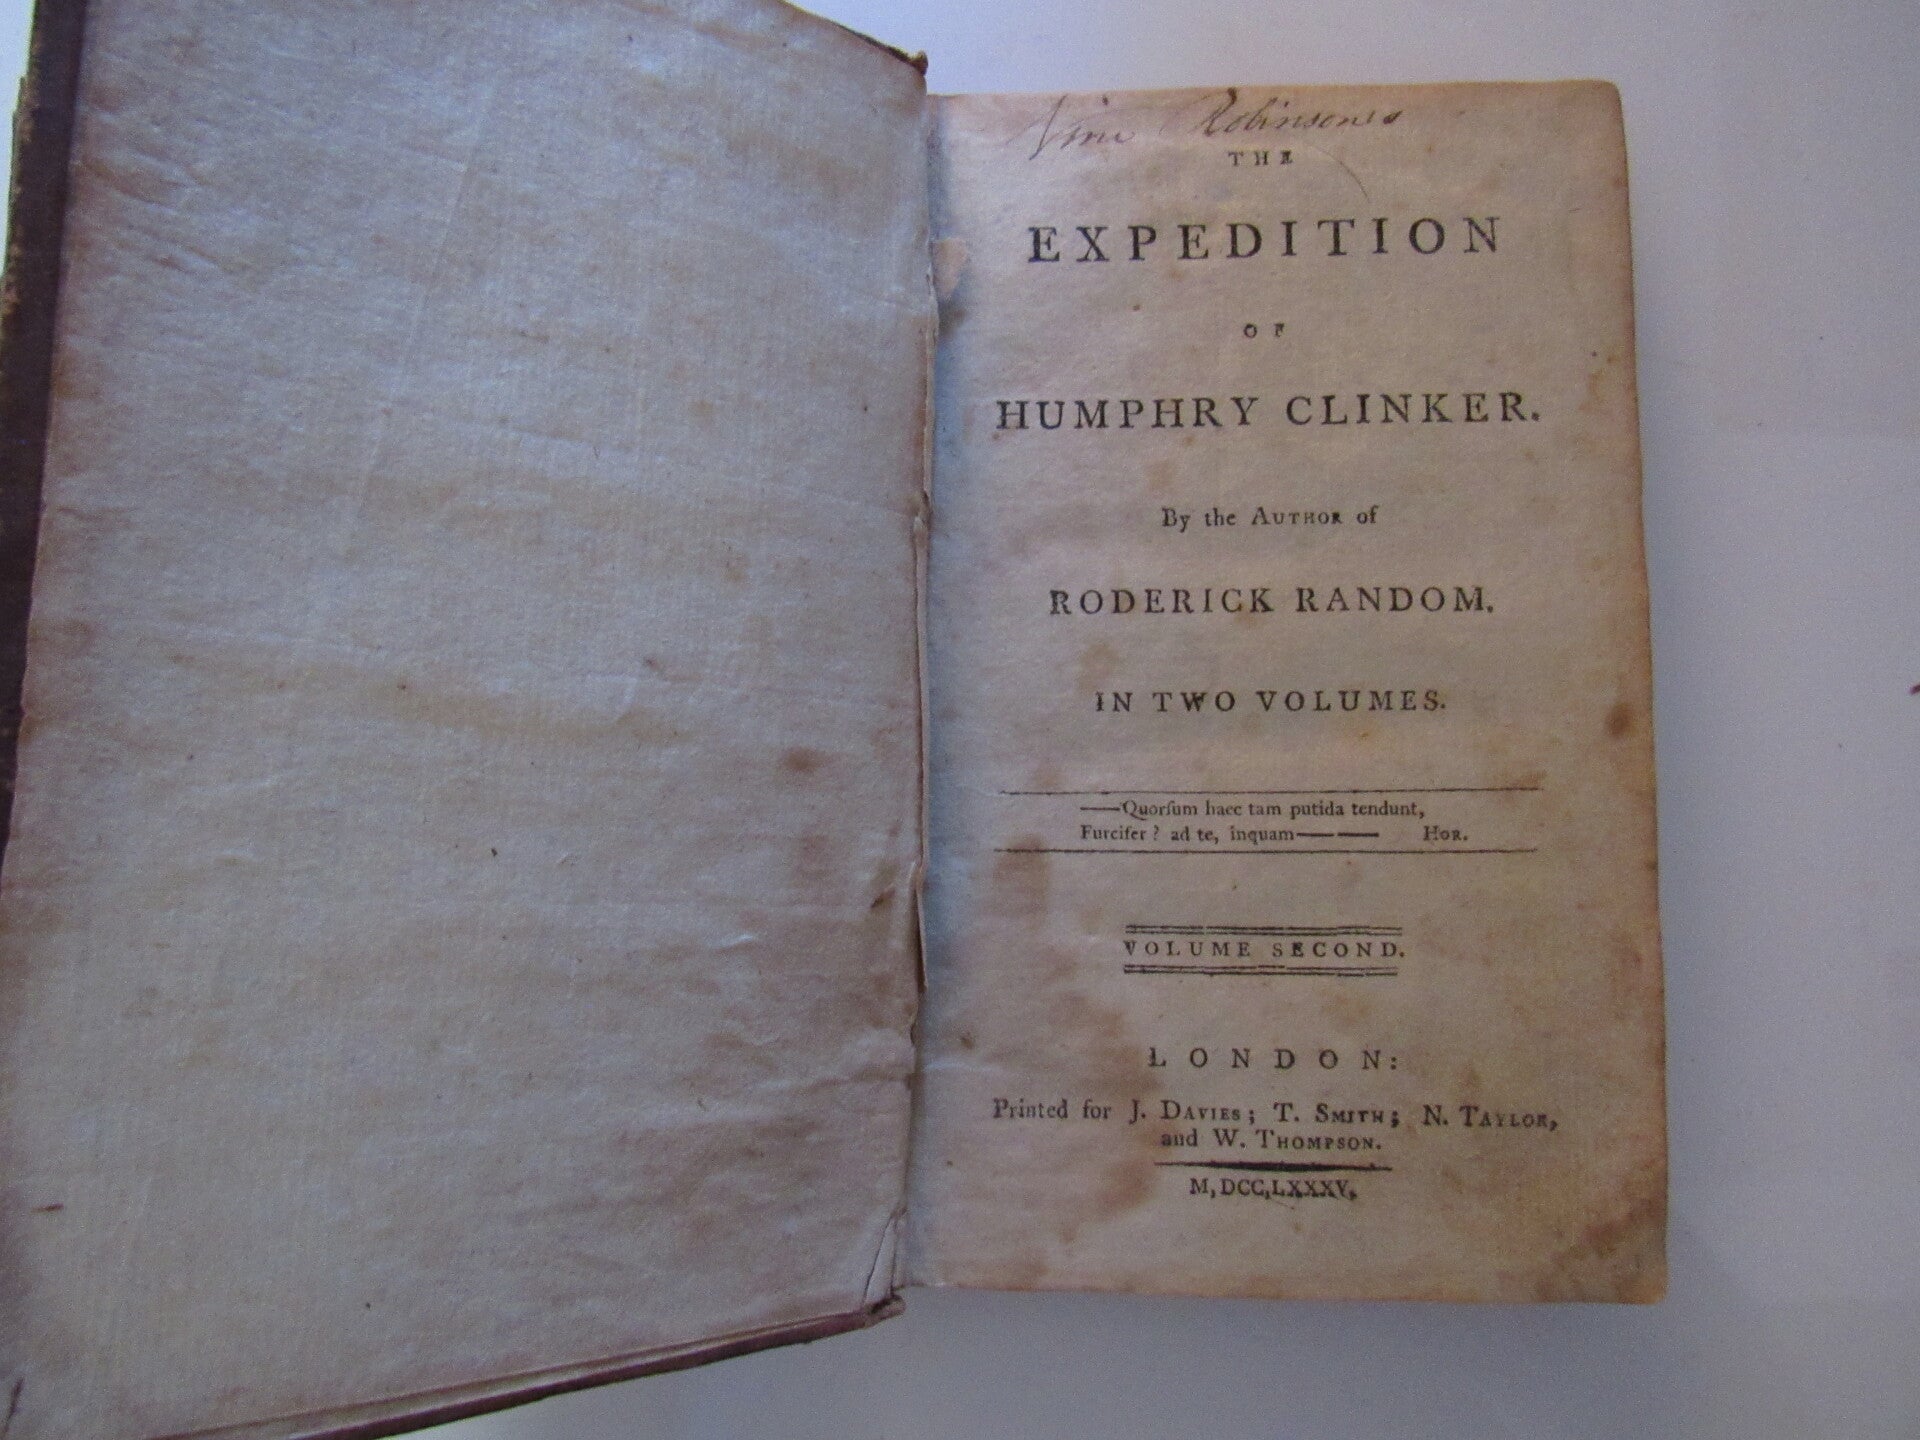 Robinson's
THE
EXPEDITION
OF
HUMPHRY CLINKER.
By the AUTHOR of
RODERICK RANDOM.
IN TWO VOLUMES.
——Quorſum haec tam putida tendunt,
Furcifer? ad te, inquam—— —— HOR.
VOLUME SECOND.
LONDON:
Printed for J. DAVIES; T. SMITH; N. TAYLOR,
and W. THOMPSON.
M,DCC,LXXXV.